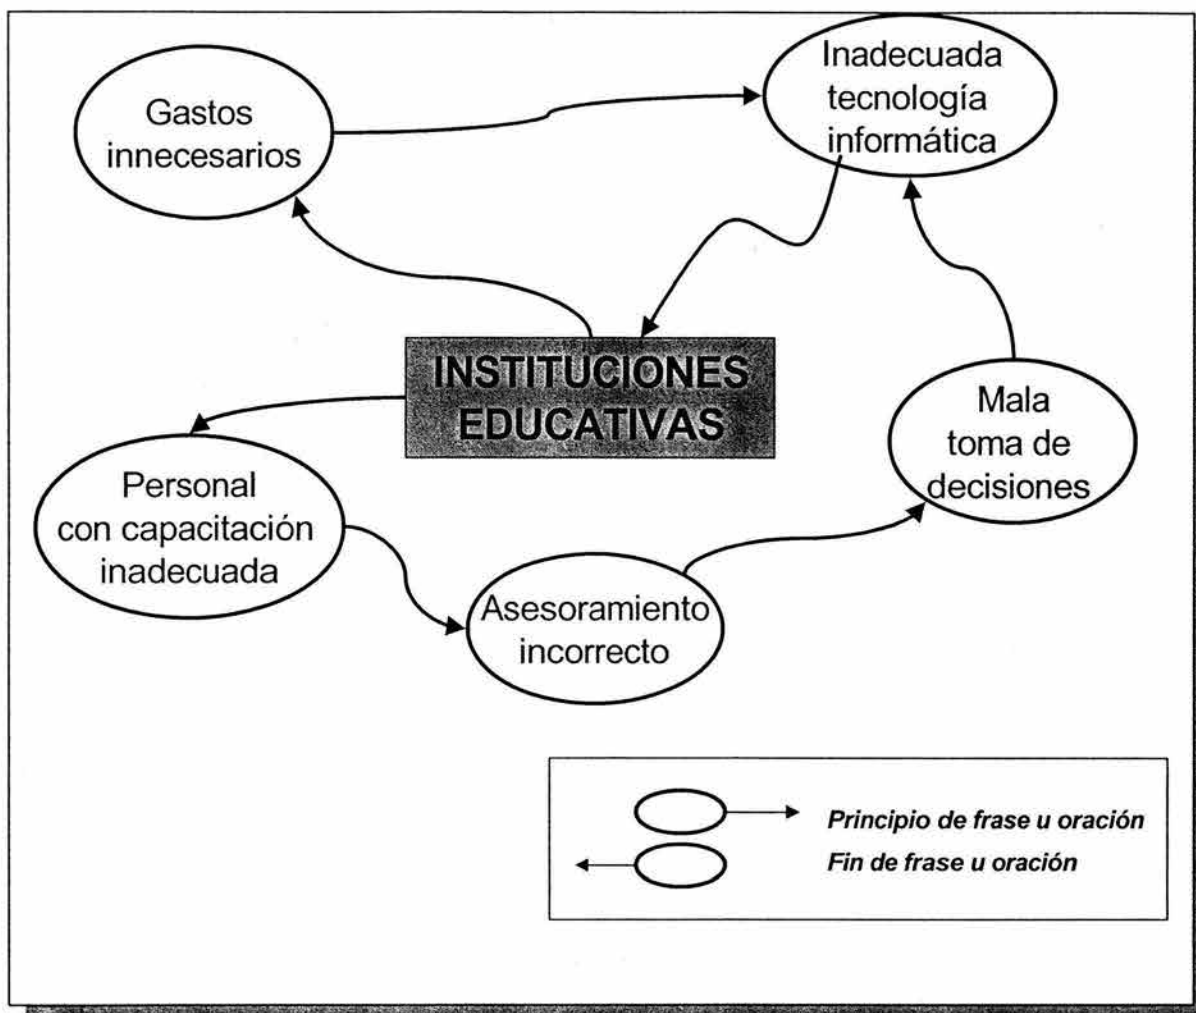 Gastos
innecesarios
Inadecuada
tecnología
informática
INSTITUCIONES
EDUCATIVAS
Mala
toma de
decisiones
Personal
con capacitación
inadecuada
Asesoramiento
incorrecto
Principio de frase u oración
Fin de frase u oración